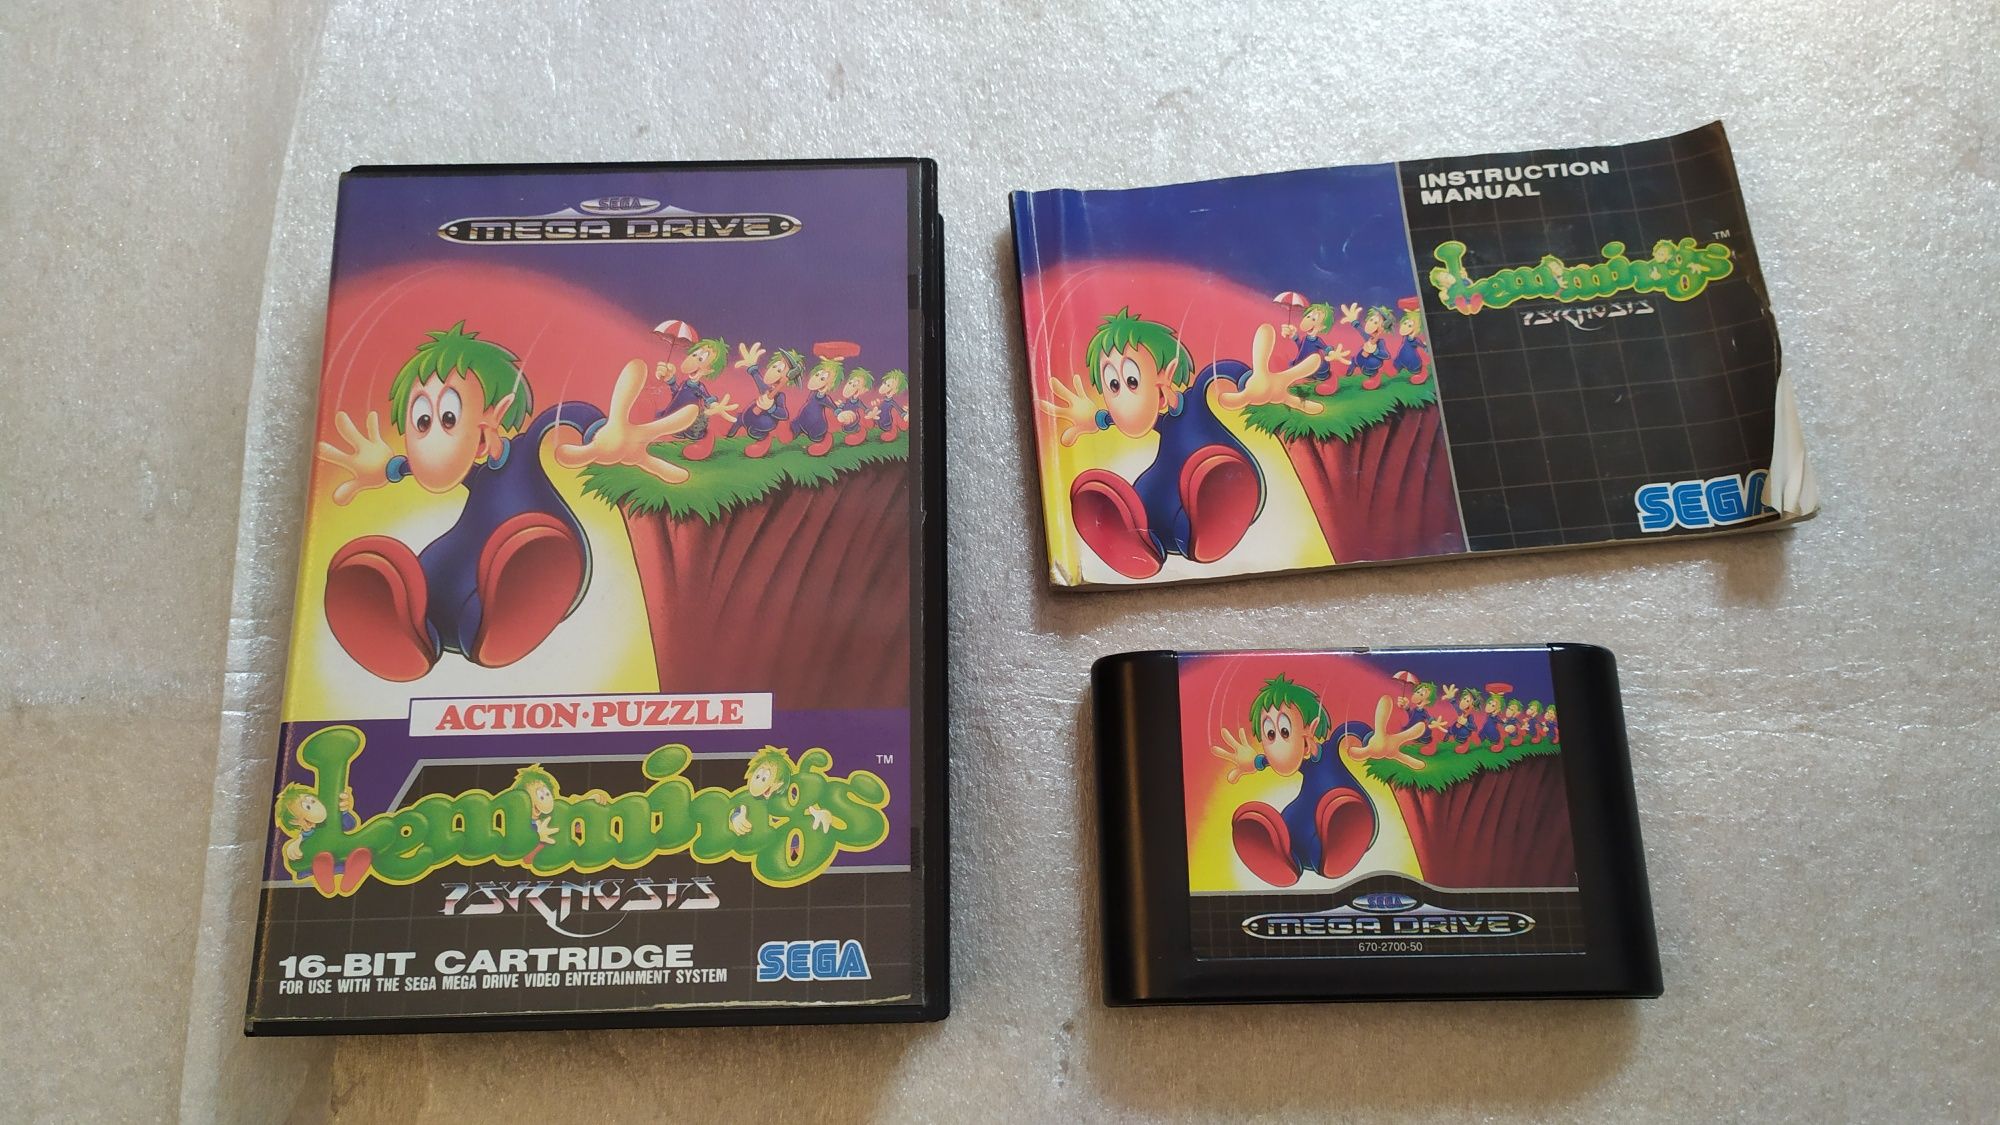 SEGA
MEGA DRIVE
ACTION·PUZZLE
Lemmings TM
PSYGNOSIS
16-BIT CARTRIDGE
FOR USE WITH THE SEGA MEGA DRIVE VIDEO ENTERTAINMENT SYSTEM
SEGA
INSTRUCTION
MANUAL
Lemmings TM
PSYGNOSIS
SEGA
SEGA
MEGA DRIVE
670-2700-50